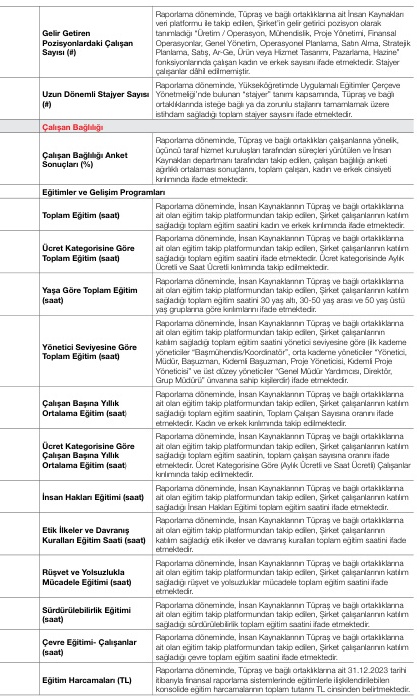 Gelir Getiren
Pozisyonlardaki Çalışan
Sayısı (#)
Raporlama döneminde, Tüpraş ve bağlı ortaklıklarına ait İnsan Kaynakları
veri platformu ile takip edilen, Şirket'in gelir getirici pozisyon olarak
tanımladığı "Üretim / Operasyon, Mühendislik, Proje Yönetimi, Finansal
Operasyonlar, Genel Yönetim, Operasyonel Planlama, Satın Alma, Stratejik
Planlama, Satış, Ar-Ge, Ürün veya Hizmet Tasarımı, Pazarlama, Hazine"
fonksiyonlarında çalışan kadın ve erkek sayısını ifade etmektedir. Stajyer
çalışanlar dâhil edilmemiştir.
Uzun Dönemli Stajyer Sayısı
(#)
Raporlama döneminde, Yükseköğretimde Uygulamalı Eğitimler Çerçeve
Yönetmeliği'nde bulunan "stajyer" tanımı kapsamında, Tüpraş ve bağlı
ortaklıklarında isteğe bağlı ya da zorunlu stajlarını tamamlamak üzere
istihdam sağladığı toplam stajyer sayısını ifade etmektedir.
Çalışan Bağlılığı
Çalışan Bağlılığı Anket
Sonuçları (%)
Raporlama döneminde, Tüpraş ve bağlı ortaklıkları çalışanlarına yönelik,
üçüncü taraf hizmet kuruluşları tarafından süreçleri yürütülen ve İnsan
Kaynakları departmanı tarafından takip edilen, çalışan bağlılığı anketi
ağırlıklı ortalaması sonuçlarını, toplam çalışan, kadın ve erkek cinsiyeti
kırılımında ifade etmektedir.
Eğitimler ve Gelişim Programları
Toplam Eğitim (saat)
Raporlama döneminde, İnsan Kaynaklarının Tüpraş ve bağlı ortaklıklarına
ait olan eğitim takip platformundan takip edilen, Şirket çalışanlarının katılım
sağladığı toplam eğitim saatini kadın ve erkek kırılımında ifade etmektedir.
Ücret Kategorisine Göre
Toplam Eğitim (saat)
Raporlama döneminde, İnsan Kaynaklarının Tüpraş ve bağlı ortaklıklarına
ait olan eğitim takip platformundan takip edilen, Şirket çalışanlarının katılım
sağladığı toplam eğitim saatini ifade etmektedir. Ücret kategorisinde Aylık
Ücretli ve Saat Ücretli kırılımında takip edilmektedir.
Yaşa Göre Toplam Eğitim
(saat)
Raporlama döneminde, İnsan Kaynaklarının Tüpraş ve bağlı ortaklıklarına
ait olan eğitim takip platformundan takip edilen, Şirket çalışanlarının katılım
sağladığı toplam eğitim saatini 30 yaş altı, 30-50 yaş arası ve 50 yaş üstü
yaş gruplarına göre kırılımlarını ifade etmektedir.
Yönetici Seviyesine Göre
Toplam Eğitim (saat)
Raporlama döneminde, İnsan Kaynaklarının Tüpraş ve bağlı ortaklıklarına
ait olan eğitim takip platformundan takip edilen, Şirket çalışanlarının
katılım sağladığı toplam eğitim saatini yönetici seviyesine göre (ilk kademe
yöneticiler "Başmühendis/Koordinatör", orta kademe yöneticiler "Yönetici,
Müdür, Başuzman, Kıdemli Başuzman, Proje Yöneticisi, Kıdemli Proje
Yöneticisi" ve üst düzey yöneticiler "Genel Müdür Yardımcısı, Direktör,
Grup Müdürü" ünvanına sahip kişilerdir) ifade etmektedir.
Çalışan Başına Yıllık
Ortalama Eğitim (saat)
Raporlama döneminde, İnsan Kaynaklarının Tüpraş ve bağlı ortaklıklarına
ait olan eğitim takip platformundan takip edilen, Şirket çalışanlarının katılım
sağladığı toplam eğitim saatinin, Toplam Çalışan Sayısına oranını ifade
etmektedir. Kadın ve erkek kırılımında takip edilmektedir.
Ücret Kategorisine Göre
Çalışan Başına Yıllık
Ortalama Eğitim (saat)
Raporlama döneminde, İnsan Kaynaklarının Tüpraş ve bağlı ortaklıklarına
ait olan eğitim takip platformundan takip edilen, Şirket çalışanlarının katılım
sağladığı toplam eğitim saatinin, toplam çalışan sayısına oranını ifade
etmektedir. Ücret Kategorisine Göre (Aylık Ücretli ve Saat Ücretli) Çalışanlar
kırılımında takip edilmektedir.
İnsan Hakları Eğitimi (saat)
Raporlama döneminde, İnsan Kaynaklarının Tüpraş ve bağlı ortaklıklarına
ait olan eğitim takip platformundan takip edilen, Şirket çalışanlarının katılım
sağladığı İnsan Hakları Eğitimi toplam eğitim saatini ifade etmektedir.
Etik İlkeler ve Davranış
Kuralları Eğitim Saati (saat)
Raporlama döneminde, İnsan Kaynaklarının Tüpraş ve bağlı ortaklıklarına
ait olan eğitim takip platformundan takip edilen, Şirket çalışanlarının
katılım sağladığı etik ilkeler ve davranış kuralları toplam eğitim saatini ifade
etmektedir.
Rüşvet ve Yolsuzlukla
Mücadele Eğitimi (saat)
Raporlama döneminde, İnsan Kaynaklarının Tüpraş ve bağlı ortaklıklarına
ait olan eğitim takip platformundan takip edilen, Şirket çalışanlarının katılım
sağladığı rüşvet ve yolsuzluklar mücadele toplam eğitim saatini ifade
etmektedir.
Sürdürülebilirlik Eğitimi
(saat)
Raporlama döneminde, İnsan Kaynaklarının Tüpraş ve bağlı ortaklıklarına
ait olan eğitim takip platformundan takip edilen, Şirket çalışanlarının katılım
sağladığı sürdürülebilirlik toplam eğitim saatini ifade etmektedir.
Çevre Eğitimi- Çalışanlar
(saat)
Raporlama döneminde, İnsan Kaynaklarının Tüpraş ve bağlı ortaklıklarına
ait olan eğitim takip platformundan takip edilen, Şirket çalışanlarının katılım
sağladığı çevre toplam eğitim saatini ifade etmektedir.
Eğitim Harcamaları (TL)
Raporlama döneminde, Tüpraş ve bağlı ortaklıklarına ait 31.12.2023 tarihi
itibarıyla finansal raporlama sistemlerinde eğitimlerle ilişkilendirilebilen
konsolide eğitim harcamalarının toplam tutarını TL cinsinden belirtmektedir.